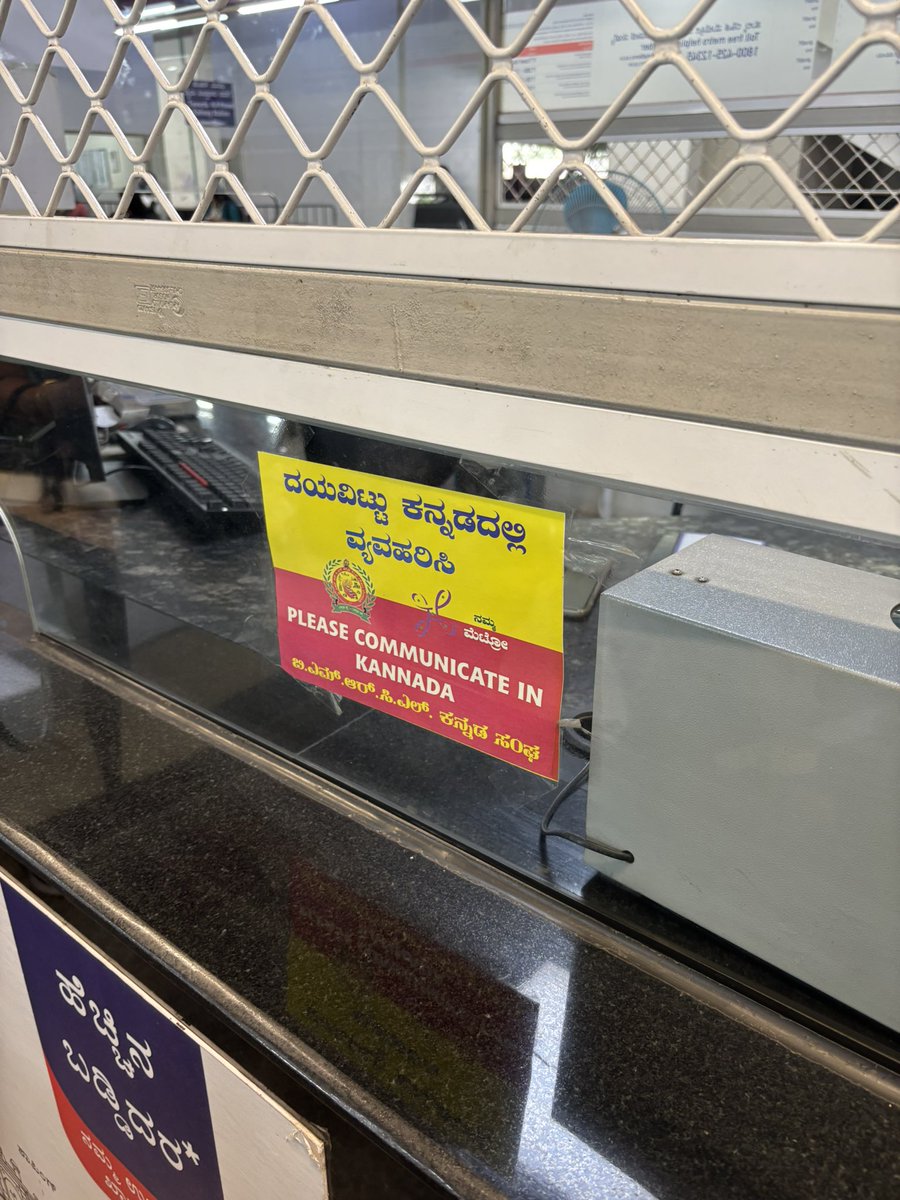 ದಯವಿಟ್ಟು ಕನ್ನಡದಲ್ಲಿ
ವ್ಯವಹರಿಸಿ
ನಮ್ಮ
ಮೆಟ್ರೋ
PLEASE COMMUNICATE IN
KANNADA
ಬಿ.ಎಮ್.ಆರ್.ಸಿ.ಎಲ್. ಕನ್ನಡ ಸಂಘ
ಹೆಚ್ಚಿನ
ಬಡ್ಡಿದರ*